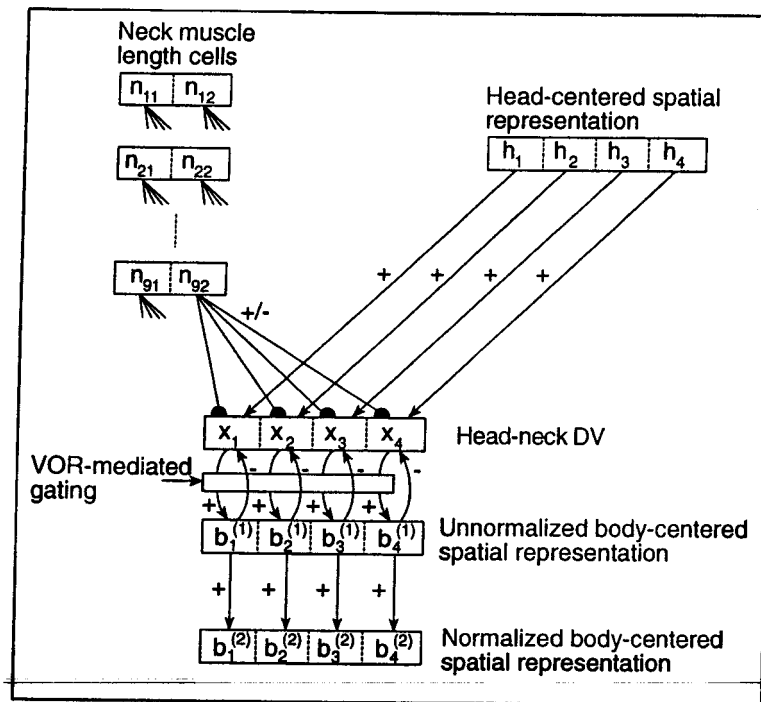 Neck muscle
length cells
n₁₁ n₁₂
n₂₁ n₂₂
n₉₁ n₉₂
Head-centered spatial
representation
h₁ h₂ h₃ h₄
+ + + +
+/-
x₁ x₂ x₃ x₄
Head-neck DV
VOR-mediated
gating
- - - -
+ + + +
b₁⁽¹⁾ b₂⁽¹⁾ b₃⁽¹⁾ b₄⁽¹⁾
Unnormalized body-centered
spatial representation
+ + + +
b₁⁽²⁾ b₂⁽²⁾ b₃⁽²⁾ b₄⁽²⁾
Normalized body-centered
spatial representation